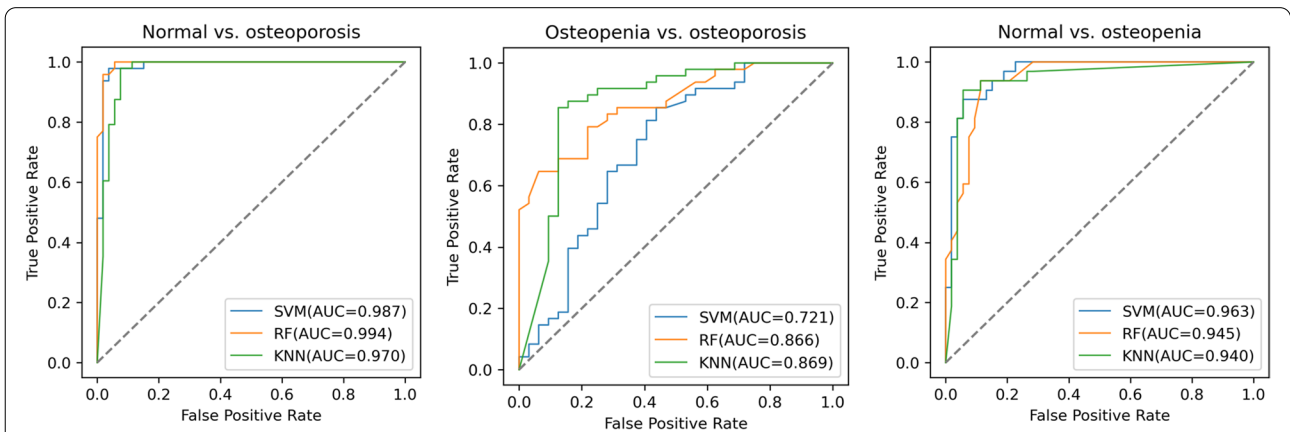 Normal vs. osteoporosis
1.0
0.8
0.6
0.4
0.2
0.0
True Positive Rate
SVM(AUC=0.987)
RF(AUC=0.994)
KNN(AUC=0.970)
0.0 0.2 0.4 0.6 0.8 1.0
False Positive Rate
Osteopenia vs. osteoporosis
1.0
0.8
0.6
0.4
0.2
0.0
True Positive Rate
SVM(AUC=0.721)
RF(AUC=0.866)
KNN(AUC=0.869)
0.0 0.2 0.4 0.6 0.8 1.0
False Positive Rate
Normal vs. osteopenia
1.0
0.8
0.6
0.4
0.2
0.0
True Positive Rate
SVM(AUC=0.963)
RF(AUC=0.945)
KNN(AUC=0.940)
0.0 0.2 0.4 0.6 0.8 1.0
False Positive Rate